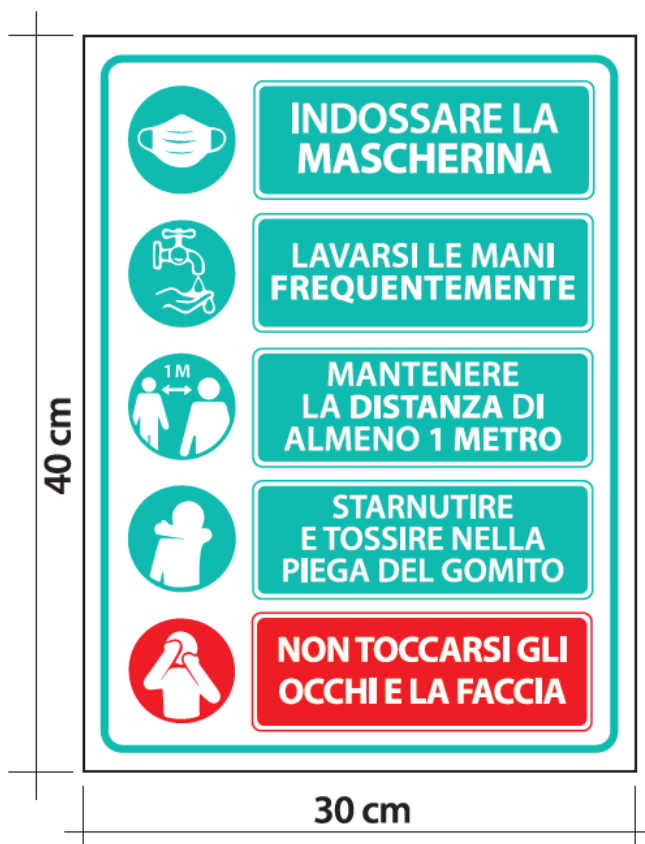 INDOSSARE LA
MASCHERINA
LAVARSI LE MANI
FREQUENTEMENTE
1M
MANTENERE
LA DISTANZA DI
ALMENO 1 METRO
STARNUTIRE
E TOSSIRE NELLA
PIEGA DEL GOMITO
NON TOCCARSI GLI
OCCHI E LA FACCIA
40 cm
30 cm